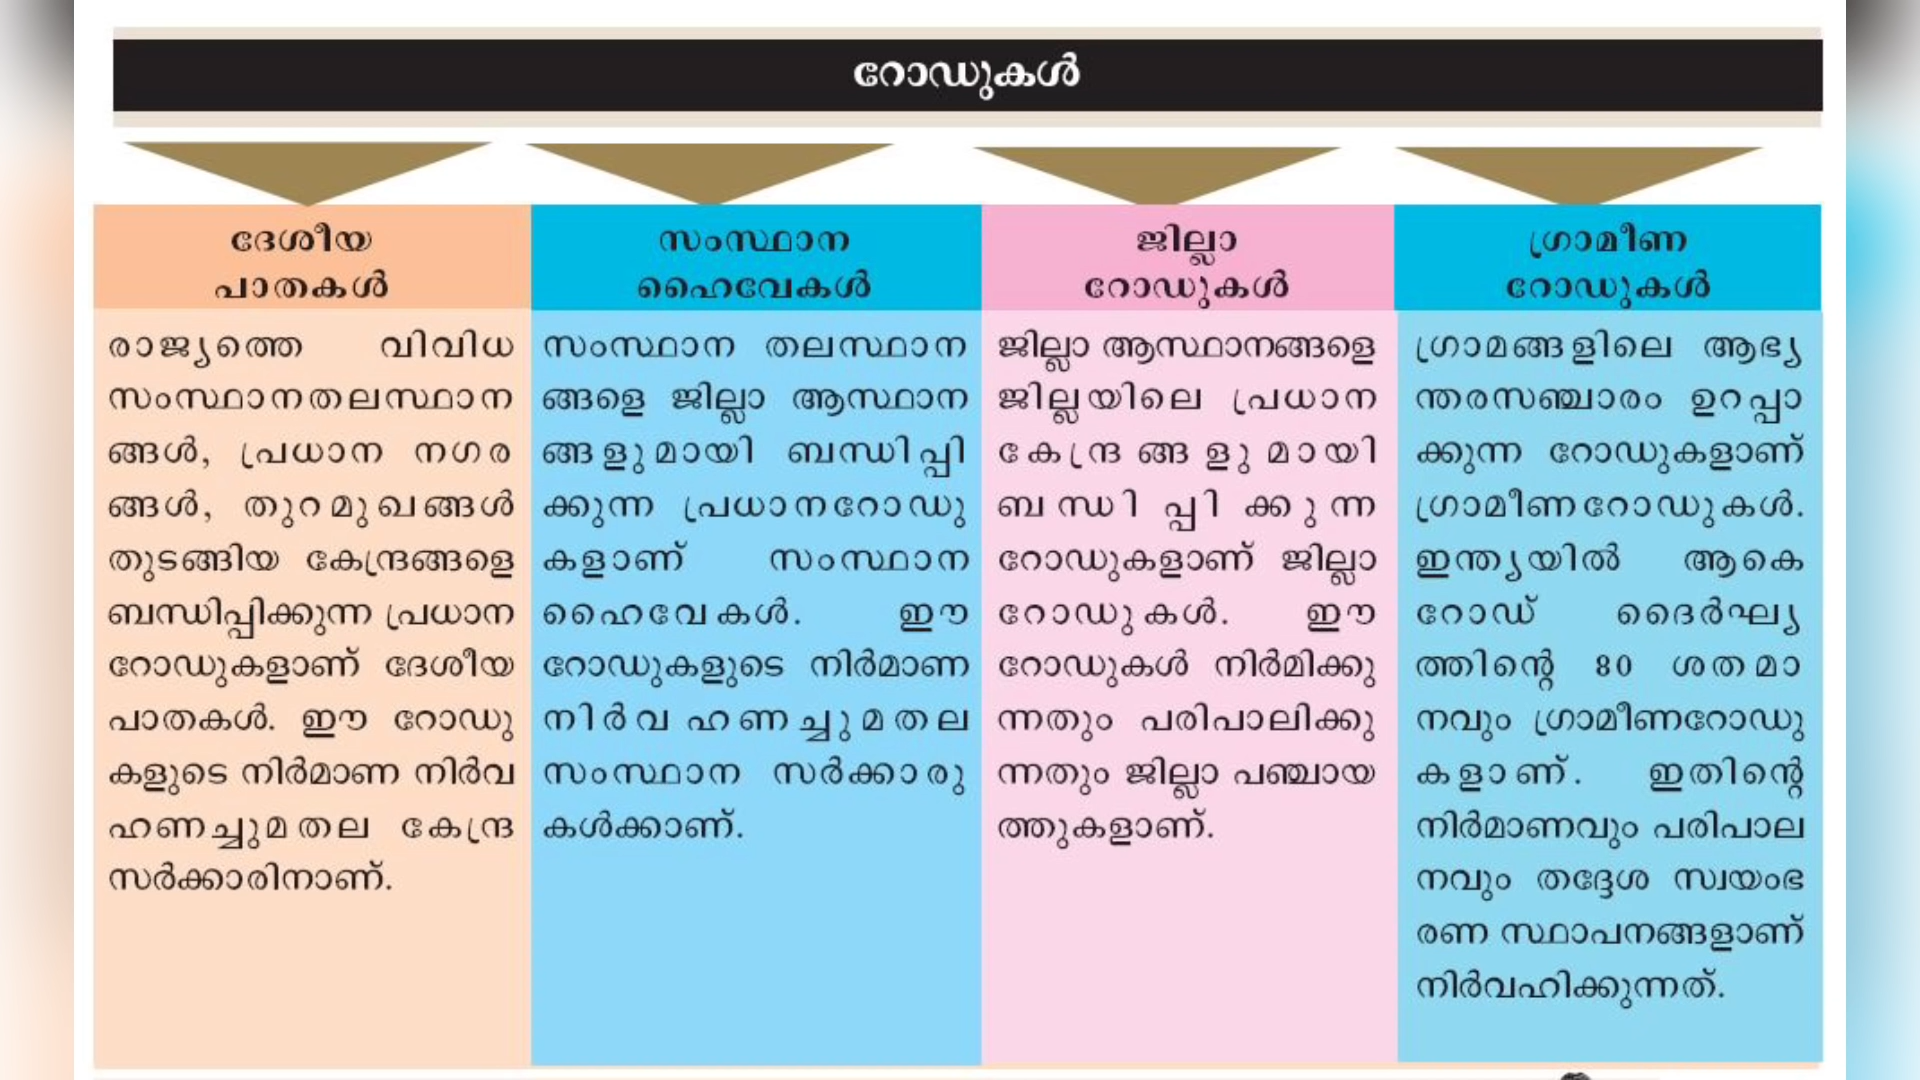 റോഡുകൾ
ദേശീയ
പാതകൾ
രാജ്യത്തെ വിവിധ
സംസ്ഥാനതലസ്ഥാന
ങ്ങൾ, പ്രധാന നഗര
ങ്ങൾ, തുറമുഖങ്ങൾ
തുടങ്ങിയ കേന്ദ്രങ്ങളെ
ബന്ധിപ്പിക്കുന്ന പ്രധാന
റോഡുകളാണ് ദേശീയ
പാതകൾ. ഈ റോഡു
കളുടെ നിർമാണ നിർവ
ഹണച്ചുമതല കേന്ദ്ര
സർക്കാരിനാണ്.
സംസ്ഥാന
ഹൈവേകൾ
സംസ്ഥാന തലസ്ഥാന
ങ്ങളെ ജില്ലാ ആസ്ഥാന
ങ്ങളുമായി ബന്ധിപ്പി
ക്കുന്ന പ്രധാനറോഡു
കളാണ് സംസ്ഥാന
ഹൈവേകൾ. ഈ
റോഡുകളുടെ നിർമാണ
നിർവഹണച്ചുമതല
സംസ്ഥാന സർക്കാരു
കൾക്കാണ്.
ജില്ലാ
റോഡുകൾ
ജില്ലാ ആസ്ഥാനങ്ങളെ
ജില്ലയിലെ പ്രധാന
കേന്ദ്രങ്ങളുമായി
ബന്ധിപ്പിക്കുന്ന
റോഡുകളാണ് ജില്ലാ
റോഡുകൾ. ഈ
റോഡുകൾ നിർമിക്കു
ന്നതും പരിപാലിക്കു
ന്നതും ജില്ലാ പഞ്ചായ
ത്തുകളാണ്.
ഗ്രാമീണ
റോഡുകൾ
ഗ്രാമങ്ങളിലെ ആഭ്യ
ന്തരസഞ്ചാരം ഉറപ്പാ
ക്കുന്ന റോഡുകളാണ്
ഗ്രാമീണറോഡുകൾ.
ഇന്ത്യയിൽ ആകെ
റോഡ് ദൈർഘ്യ
ത്തിന്റെ 80 ശതമാ
നവും ഗ്രാമീണറോഡു
കളാണ്. ഇതിന്റെ
നിർമാണവും പരിപാല
നവും തദ്ദേശ സ്വയംഭ
രണ സ്ഥാപനങ്ങളാണ്
നിർവഹിക്കുന്നത്.